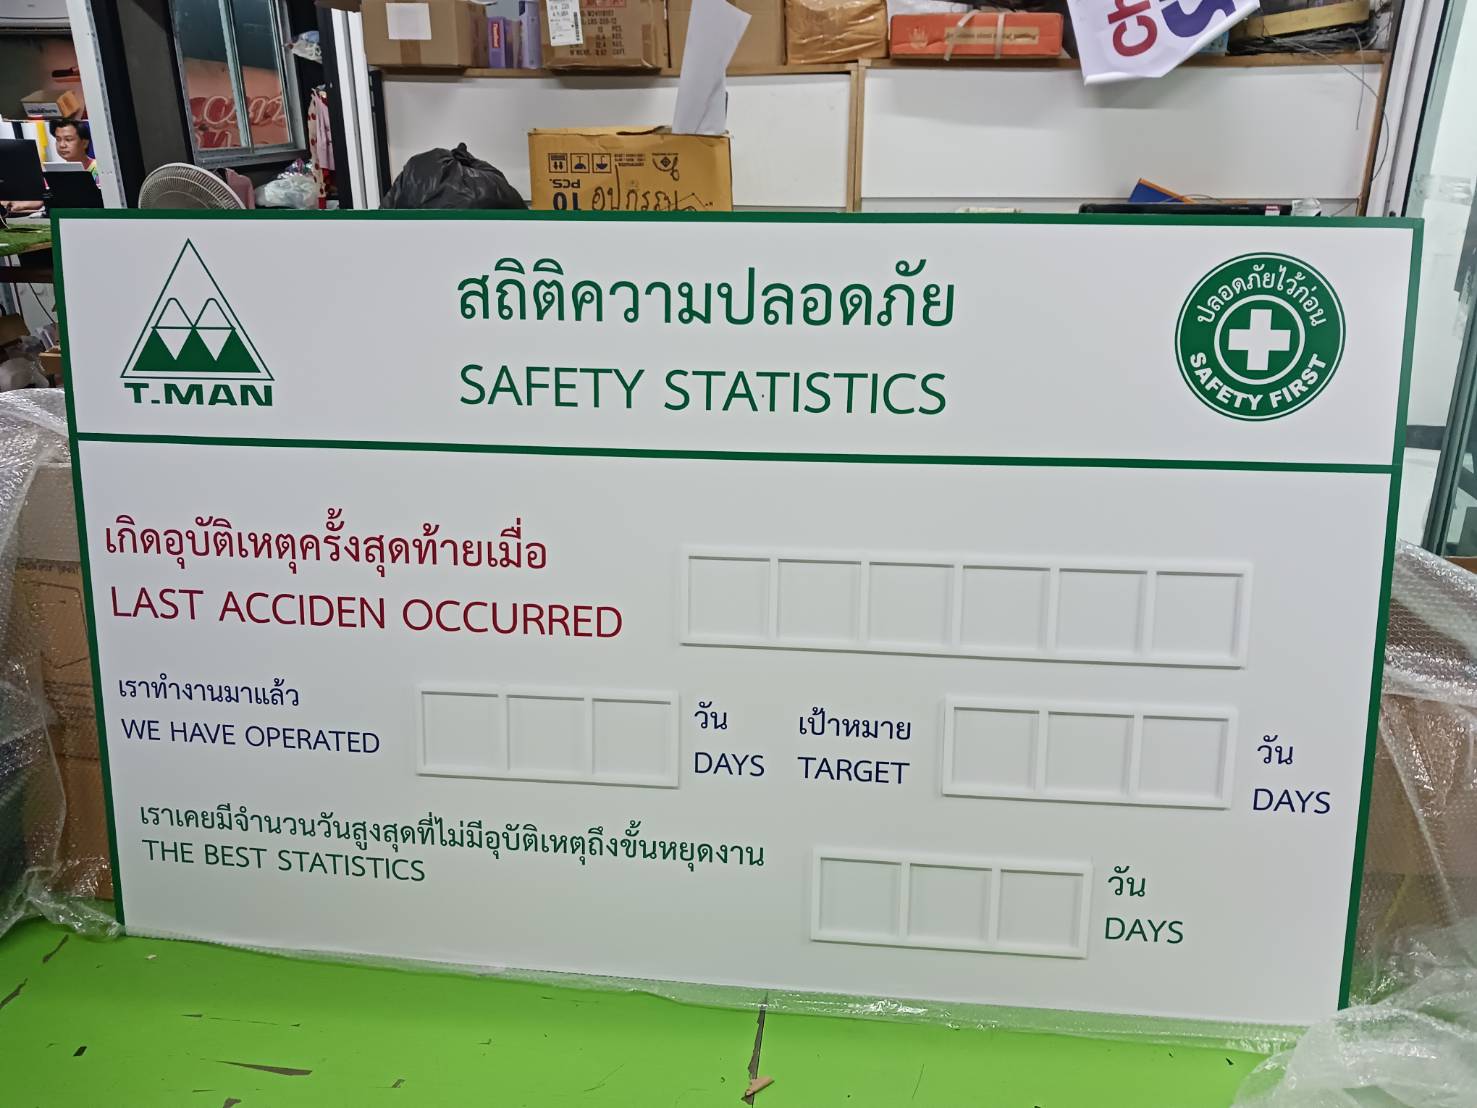 สถิติความปลอดภัย
SAFETY STATISTICS
T.MAN
ปลอดภัยไว้ก่อน
SAFETY FIRST
เกิดอุบัติเหตุครั้งสุดท้ายเมื่อ
LAST ACCIDEN OCCURRED
เราทำงานมาแล้ว
WE HAVE OPERATED
วัน
DAYS
เป้าหมาย
TARGET
วัน
DAYS
เราเคยมีจำนวนวันสูงสุดที่ไม่มีอุบัติเหตุถึงขั้นหยุดงาน
THE BEST STATISTICS
วัน
DAYS
10
PCS.